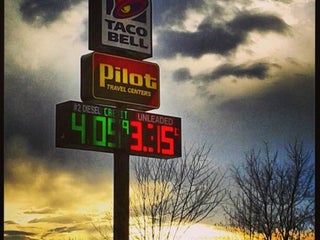 TACO
BELL
Pilot
TRAVEL CENTERS
#2 DIESEL CREDIT UNLEADED
4.05⁹ 3.15⁹